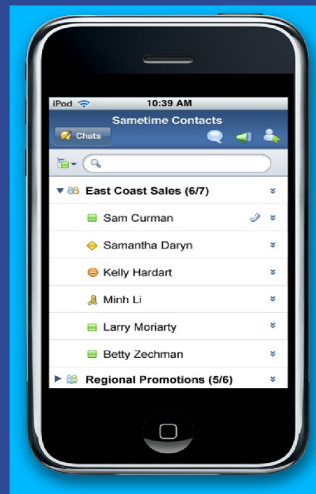 iPod 10:39 AM
Sametime Contacts
Chats
East Coast Sales (6/7)
Sam Curman
Samantha Daryn
Kelly Hardart
Minh Li
Larry Moriarty
Betty Zechman
Regional Promotions (5/6)